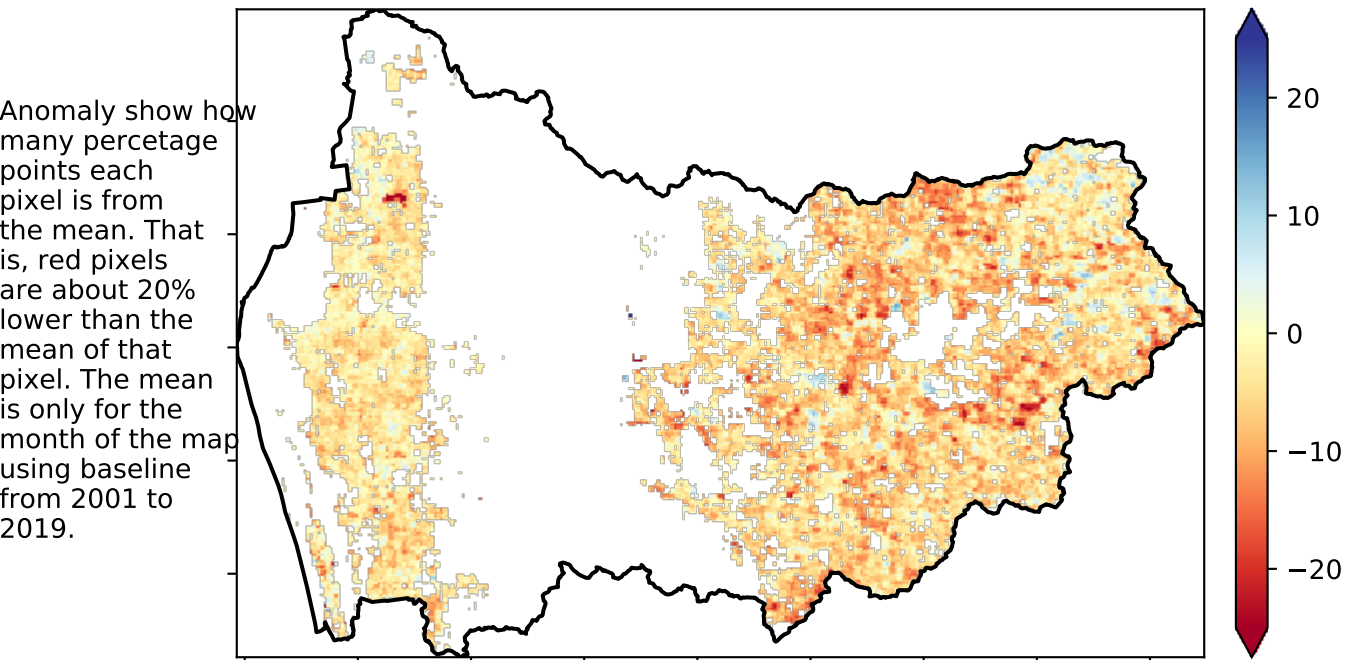 Anomaly show how
many percetage
points each
pixel is from
the mean. That
is, red pixels
are about 20%
lower than the
mean of that
pixel. The mean
is only for the
month of the map
using baseline
from 2001 to
2019.
20
10
0
−10
−20